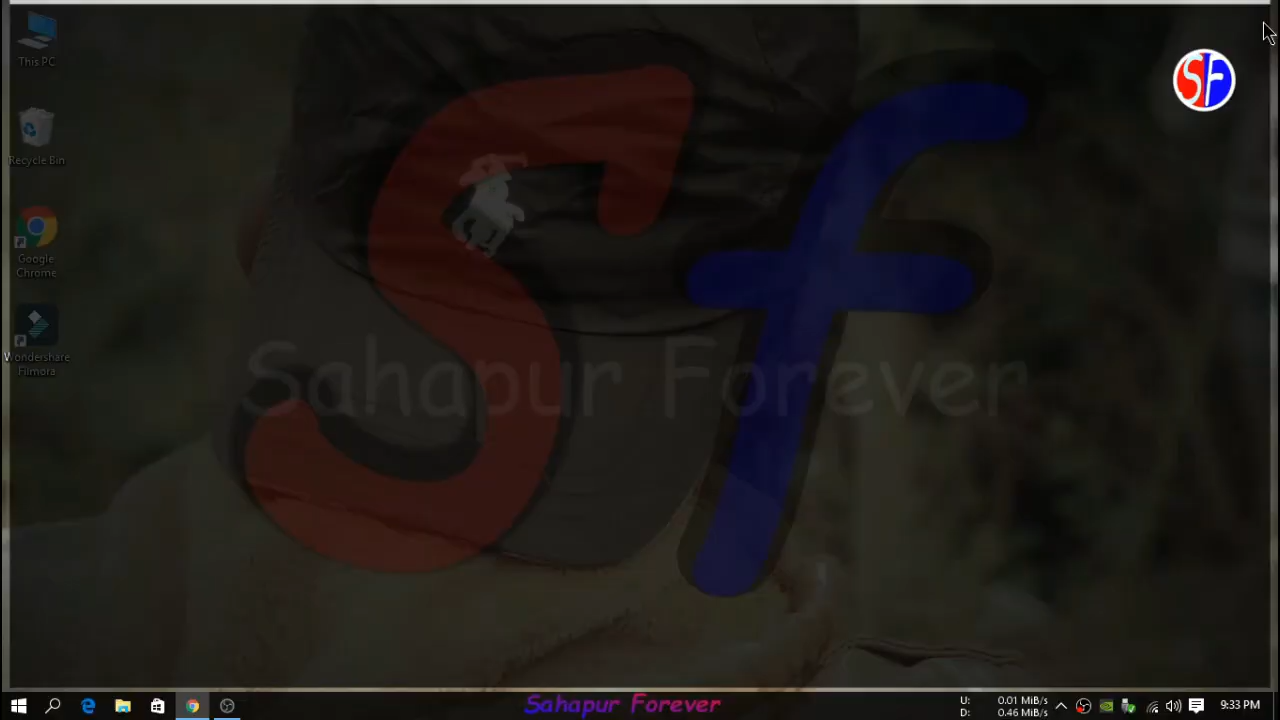 This PC
Recycle Bin
Google
Chrome
Wondershare
Filmora
SF
Sf
Sahapur Forever
Sahapur Forever
U: 0.01 MiB/s
D: 0.46 MiB/s
9:33 PM